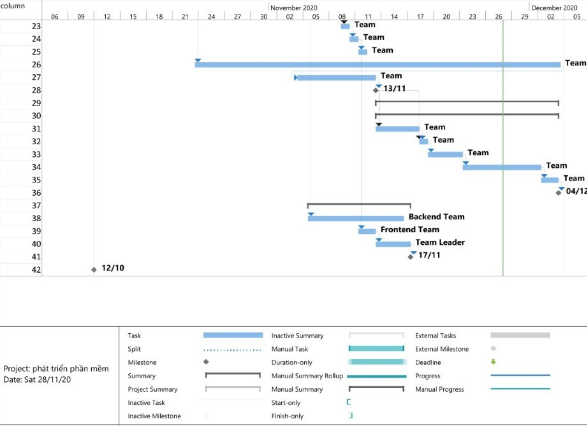 column
November 2020
December 2020
06 09 12 15 18 21 24 27 30 02 05 08 11 14 17 20 23 26 29 02 05
23 Team
24 Team
25 Team
26 Team
27 Team
28 13/11
29
30
31 Team
32 Team
33 Team
34 Team
35 Team
36 04/12
37
38 Backend Team
39 Frontend Team
40 Team Leader
41 17/11
42 12/10
Project: phát triển phần mềm
Date: Sat 28/11/20
Task Inactive Summary External Tasks
Split Manual Task External Milestone
Milestone Duration-only Deadline
Summary Manual Summary Rollup Progress
Project Summary Manual Summary Manual Progress
Inactive Task Start-only
Inactive Milestone Finish-only